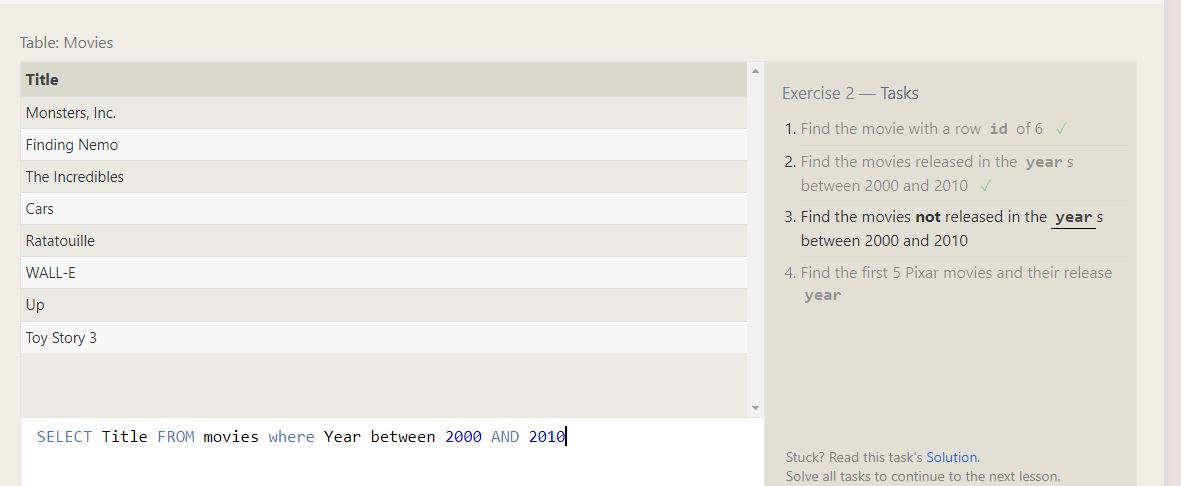 Table: Movies
Title
Monsters, Inc.
Finding Nemo
The Incredibles
Cars
Ratatouille
WALL-E
Up
Toy Story 3
SELECT Title FROM movies where Year between 2000 AND 2010
Exercise 2 — Tasks
1. Find the movie with a row id of 6 ✓
2. Find the movies released in the year s
between 2000 and 2010 ✓
3. Find the movies not released in the year s
between 2000 and 2010
4. Find the first 5 Pixar movies and their release
year
Stuck? Read this task's Solution.
Solve all tasks to continue to the next lesson.